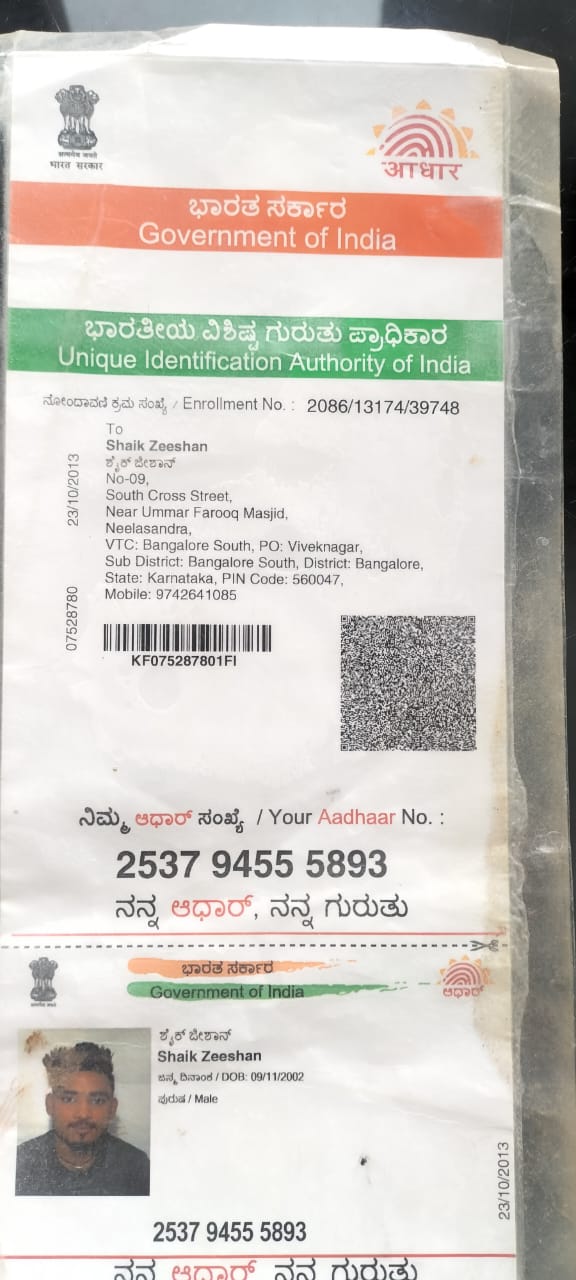 सत्यमेव जयते
भारत सरकार
आधार
ಭಾರತ ಸರ್ಕಾರ
Government of India
ಭಾರತೀಯ ವಿಶಿಷ್ಟ ಗುರುತು ಪ್ರಾಧಿಕಾರ
Unique Identification Authority of India
ನೋಂದಾವಣಿ ಕ್ರಮ ಸಂಖ್ಯೆ / Enrollment No. : 2086/13174/39748
To
Shaik Zeeshan
ಶೈಕ್ ಜೀಶಾನ್
No-09,
South Cross Street,
Near Ummar Farooq Masjid,
Neelasandra,
VTC: Bangalore South, PO: Viveknagar,
Sub District: Bangalore South, District: Bangalore,
State: Karnataka, PIN Code: 560047,
Mobile: 9742641085
23/10/2013
07528780
KF075287801FI
ನಿಮ್ಮ ಆಧಾರ್ ಸಂಖ್ಯೆ / Your Aadhaar No. :
2537 9455 5893
ನನ್ನ ಆಧಾರ್, ನನ್ನ ಗುರುತು
ಭಾರತ ಸರ್ಕಾರ
Government of India
ಆಧಾರ್
ಶೈಕ್ ಜೀಶಾನ್
Shaik Zeeshan
ಜನ್ಮ ದಿನಾಂಕ / DOB: 09/11/2002
ಪುರುಷ / Male
23/10/2013
2537 9455 5893
ನನ್ನ ಆಧಾರ್, ನನ್ನ ಗುರುತು